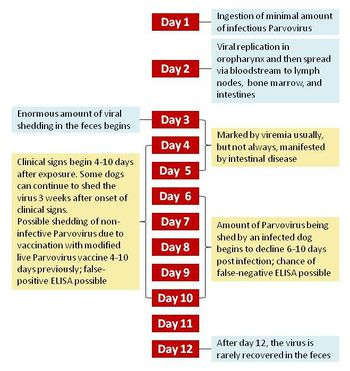 Day 1
Ingestion of minimal amount
of infectious Parvovirus
Day 2
Viral replication in
oropharynx and then spread
via bloodstream to lymph
nodes, bone marrow, and
intestines
Enormous amount of viral
shedding in the feces begins
Day 3
Day 4
Day 5
Marked by viremia usually,
but not always, manifested
by intestinal disease
Clinical signs begin 4-10 days
after exposure. Some dogs
can continue to shed the
virus 3 weeks after onset of
clinical signs.
Possible shedding of non-
infective Parvovirus due to
vaccination with modified
live Parvovirus vaccine 4-10
days previously; false-
positive ELISA possible
Day 6
Day 7
Day 8
Day 9
Day 10
Amount of Parvovirus being
shed by an infected dog
begins to decline 6-10 days
post infection; chance of
false-negative ELISA possible
Day 11
Day 12
After day 12, the virus is
rarely recovered in the feces